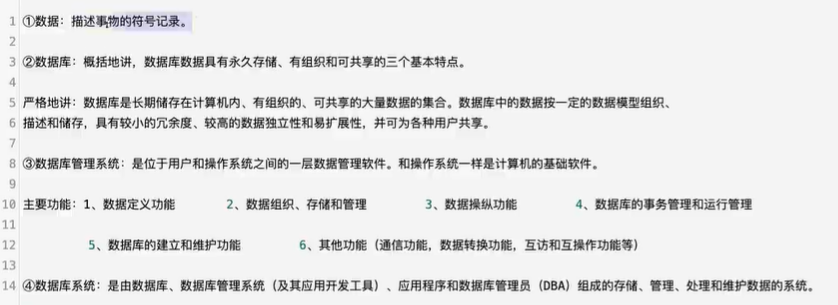 1 ①数据：描述事物的符号记录。
2
3 ②数据库：概括地讲，数据库数据具有永久存储、有组织和可共享的三个基本特点。
4
5 严格地讲：数据库是长期储存在计算机内、有组织的、可共享的大量数据的集合。数据库中的数据按一定的数据模型组织、
6 描述和储存，具有较小的冗余度、较高的数据独立性和易扩展性，并可为各种用户共享。
7
8 ③数据库管理系统：是位于用户和操作系统之间的一层数据管理软件。和操作系统一样是计算机的基础软件。
9
10 主要功能：1、数据定义功能 2、数据组织、存储和管理 3、数据操纵功能 4、数据库的事务管理和运行管理
11
12 5、数据库的建立和维护功能 6、其他功能（通信功能，数据转换功能，互访和互操作功能等）
13
14 ④数据库系统：是由数据库、数据库管理系统（及其应用开发工具）、应用程序和数据库管理员（DBA）组成的存储、管理、处理和维护数据的系统。